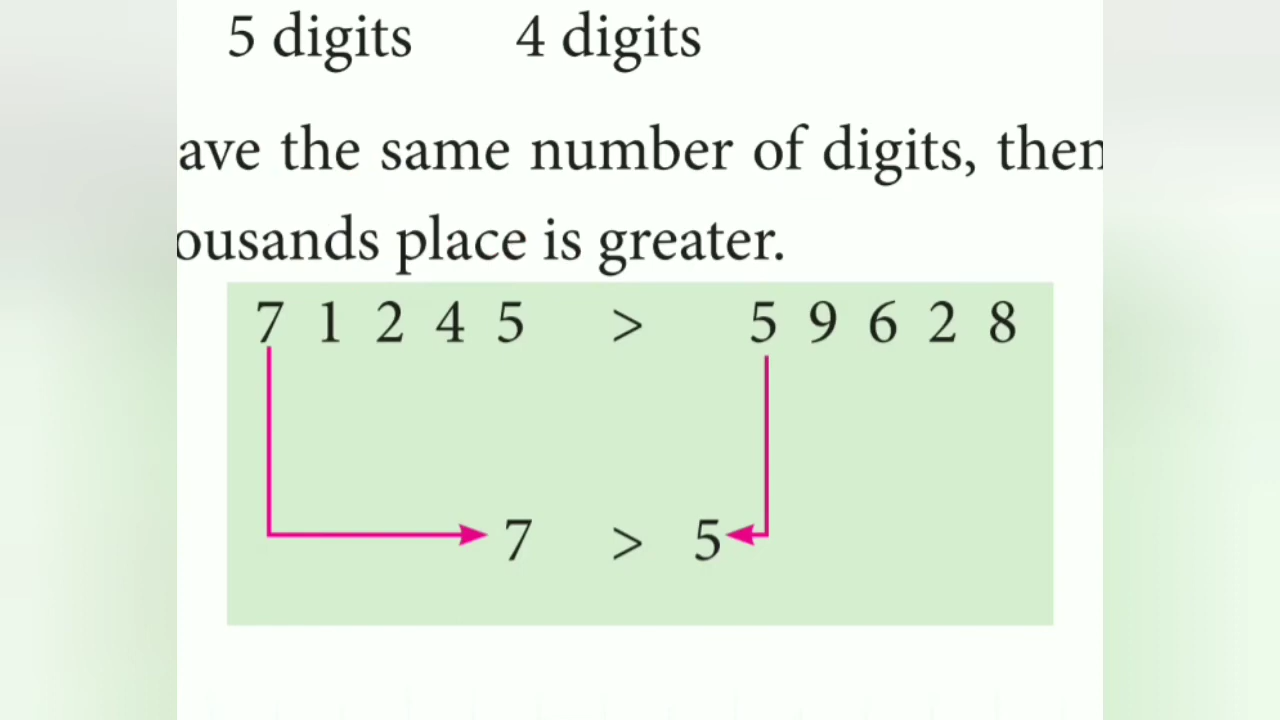 5 digits 4 digits
ave the same number of digits, then
ousands place is greater.
7 1 2 4 5 > 5 9 6 2 8
7 > 5